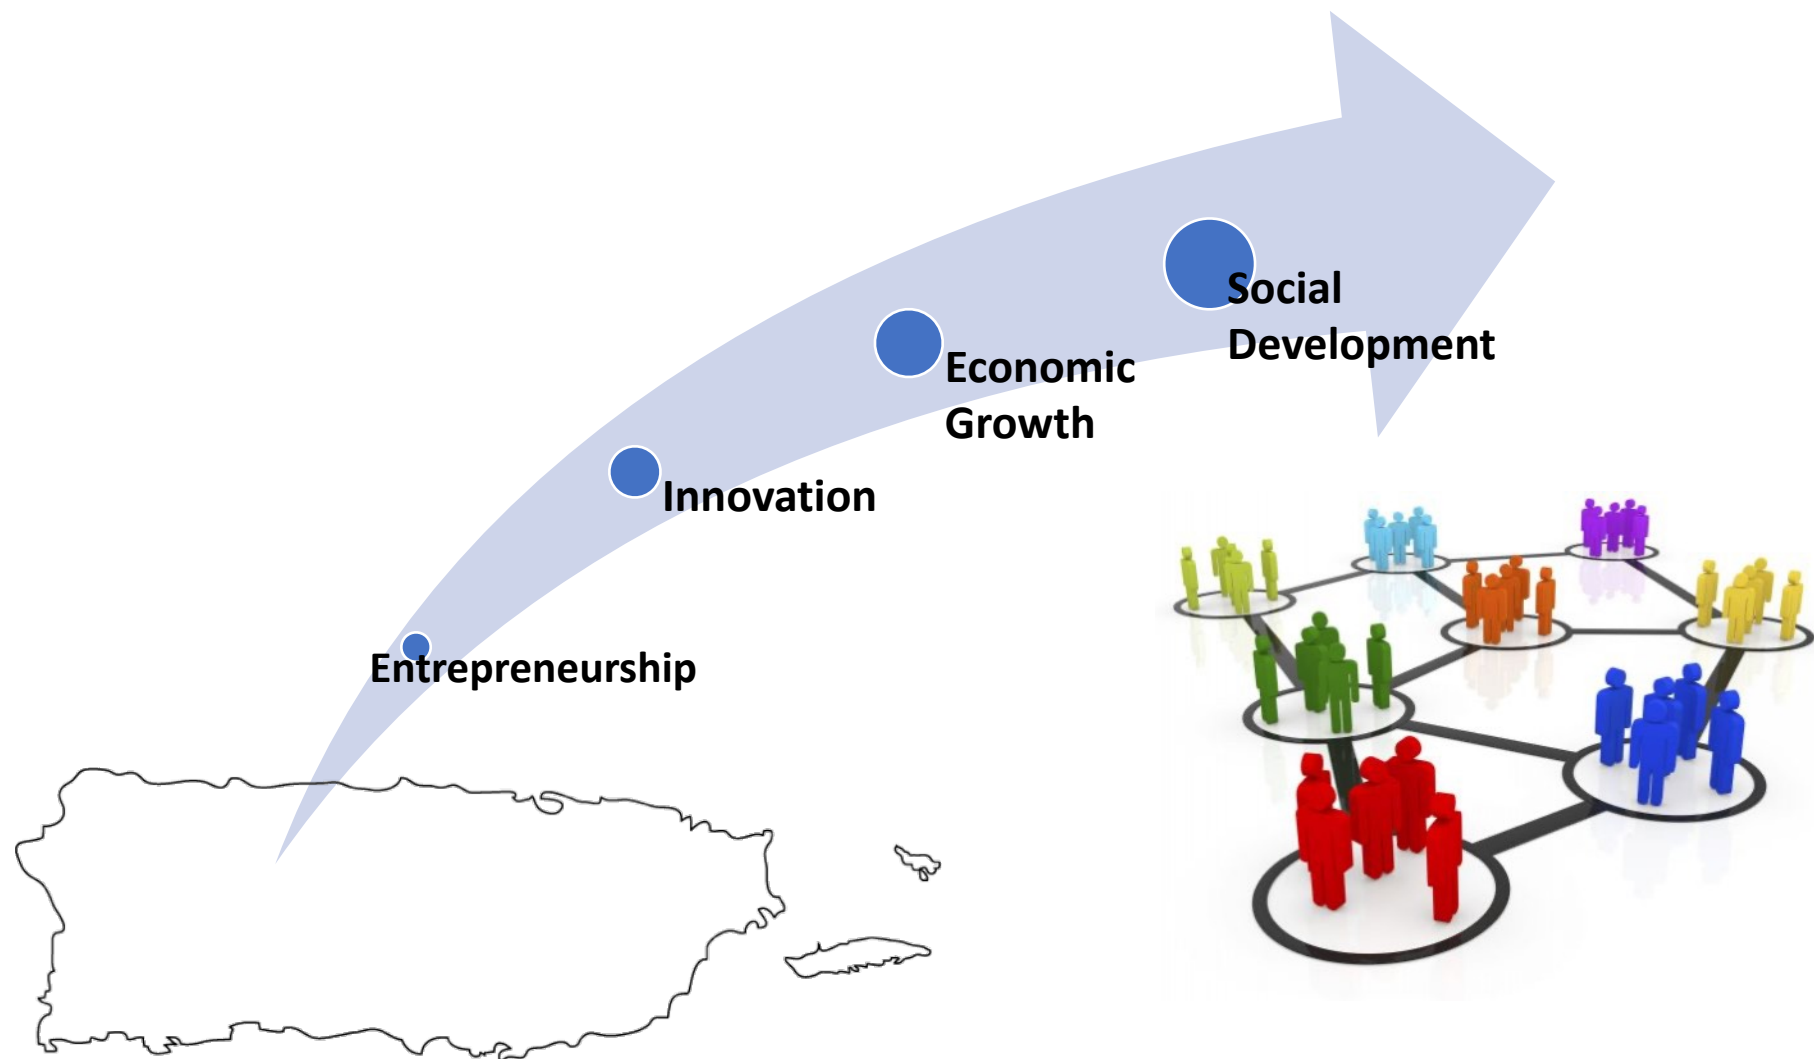 Social
Development
Economic
Growth
Innovation
Entrepreneurship